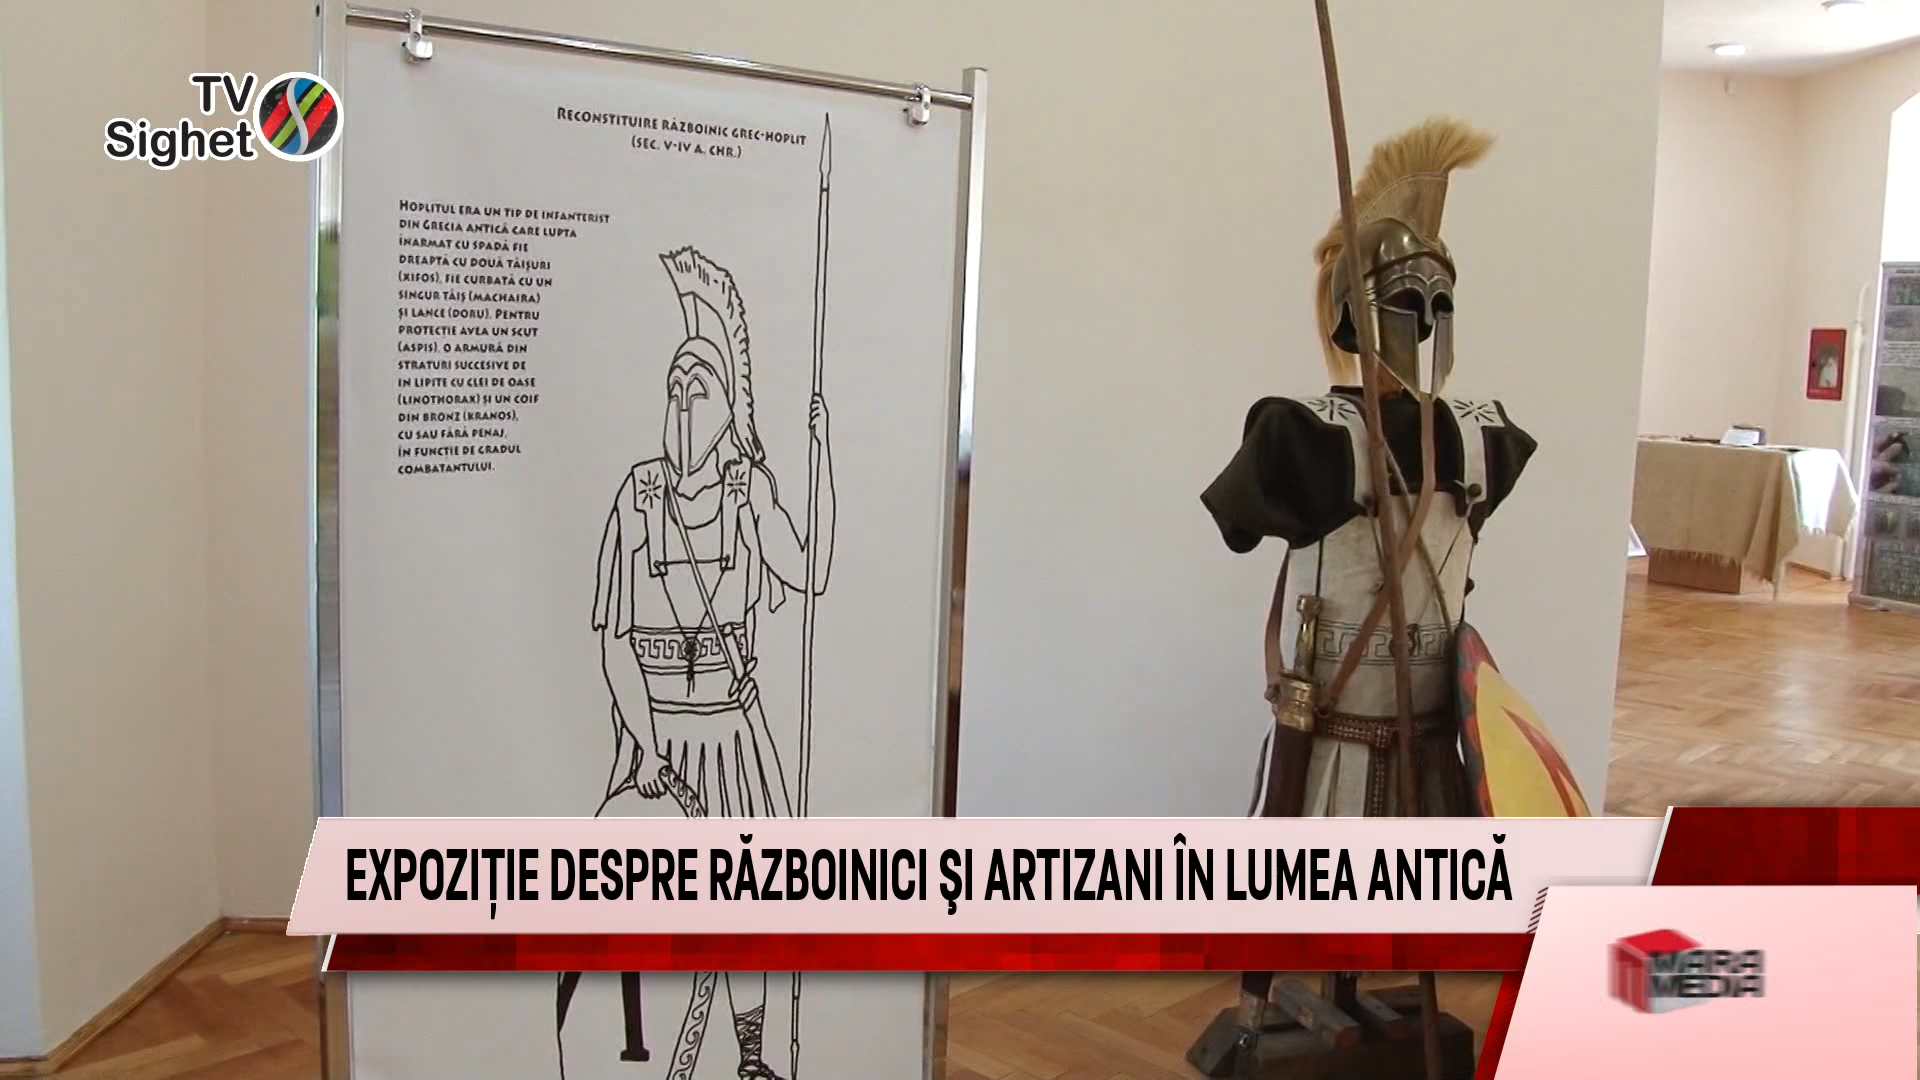 TV
Sighet
Reconstituire războinic grec-hoplit
(sec. V-IV a. Chr.)
Hoplitul era un tip de infanterist
din Grecia antică care lupta
înarmat cu spadă fie
dreaptă cu două tăișuri
(xifos), fie curbată cu un
singur tăiș (machaira)
și lance (doru). Pentru
protecție avea un scut
(aspis), o armură din
straturi succesive de
in lipite cu clei de oase
(linothorax) și un coif
din bronz (kranos),
cu sau fără penaj,
în funcție de gradul
combatantului.
EXPOZIȚIE DESPRE RĂZBOINICI ŞI ARTIZANI ÎN LUMEA ANTICĂ
WARA
MEDIA